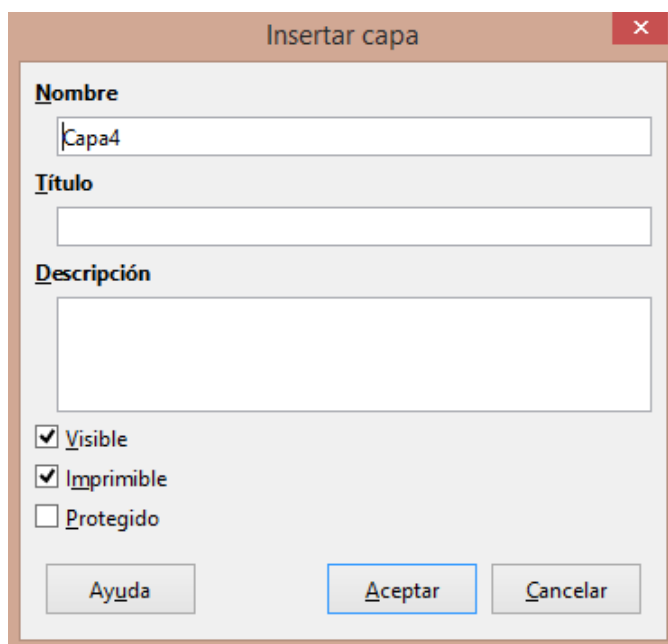 Insertar capa
Nombre
Capa4
Título
Descripción
Visible
Imprimible
Protegido
Ayuda Aceptar Cancelar